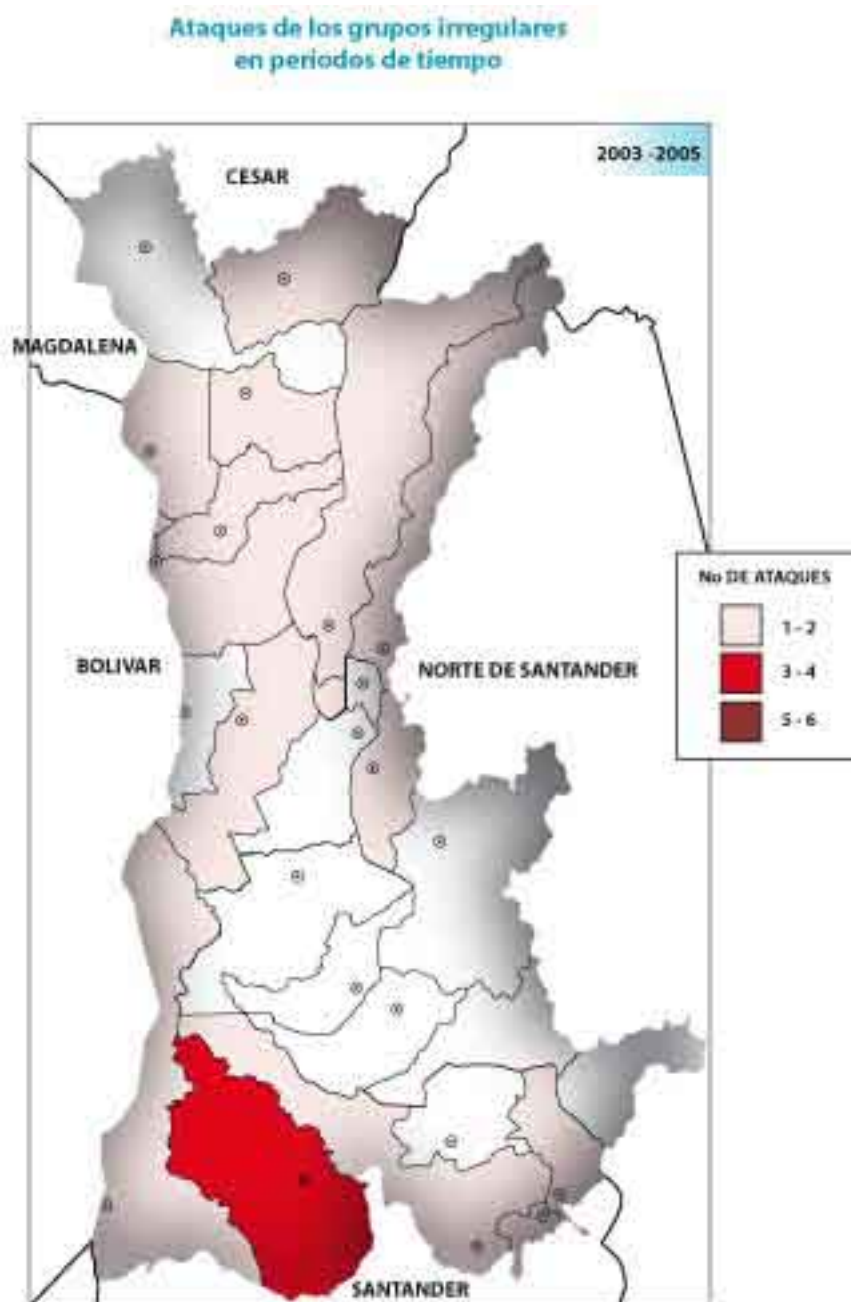 Ataques de los grupos irregulares
en periodos de tiempo
2003 -2005
CESAR
MAGDALENA
No DE ATAQUES
1 - 2
3 - 4
5 - 6
BOLIVAR
NORTE DE SANTANDER
SANTANDER